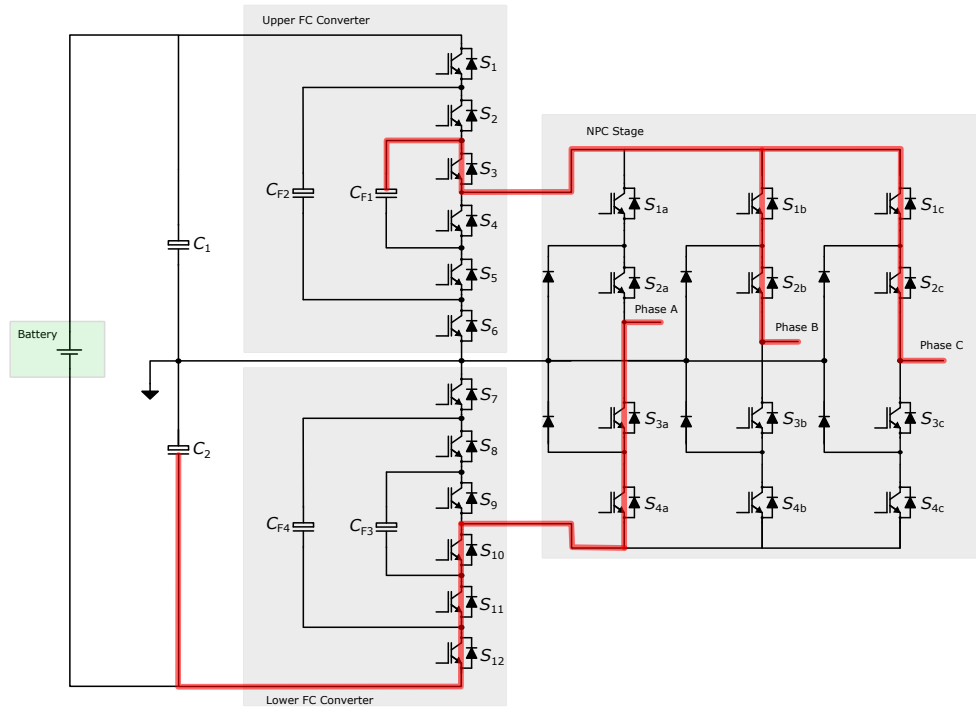 Upper FC Converter
S1
S2
S3
CF2
CF1
S4
C1
S5
S6
NPC Stage
S1a
S1b
S1c
S2a
S2b
S2c
Phase A
Phase B
Phase C
Battery
S7
S8
C2
S9
CF4
CF3
S10
S11
S12
S3a
S3b
S3c
S4a
S4b
S4c
Lower FC Converter